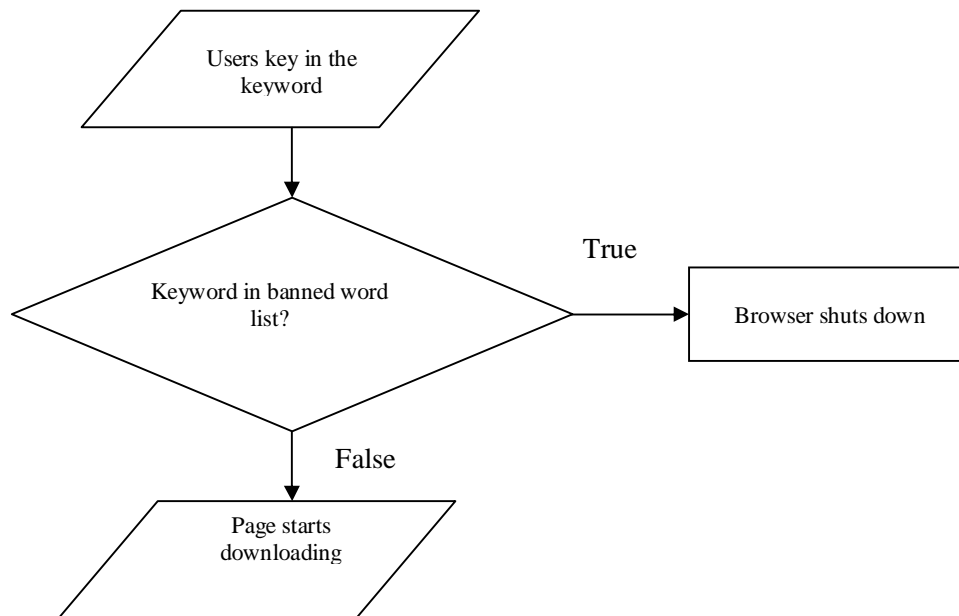 Users key in the
keyword
Keyword in banned word
list?
True
Browser shuts down
False
Page starts
downloading